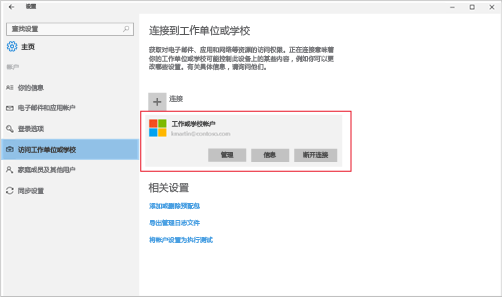 设置
查找设置
主页
帐户
你的信息
电子邮件和应用帐户
登录选项
访问工作单位或学校
家庭成员及其他用户
同步设置
连接到工作单位或学校
获取对电子邮件、应用和网络等资源的访问权限。正在连接意味着
你的工作单位或学校可能控制此设备上的某些内容，例如你可以更
改哪些设置。有关具体信息，请询问他们。
连接
工作或学校帐户
管理
信息
断开连接
相关设置
添加或删除预配包
导出管理日志文件
将帐户设置为执行测试